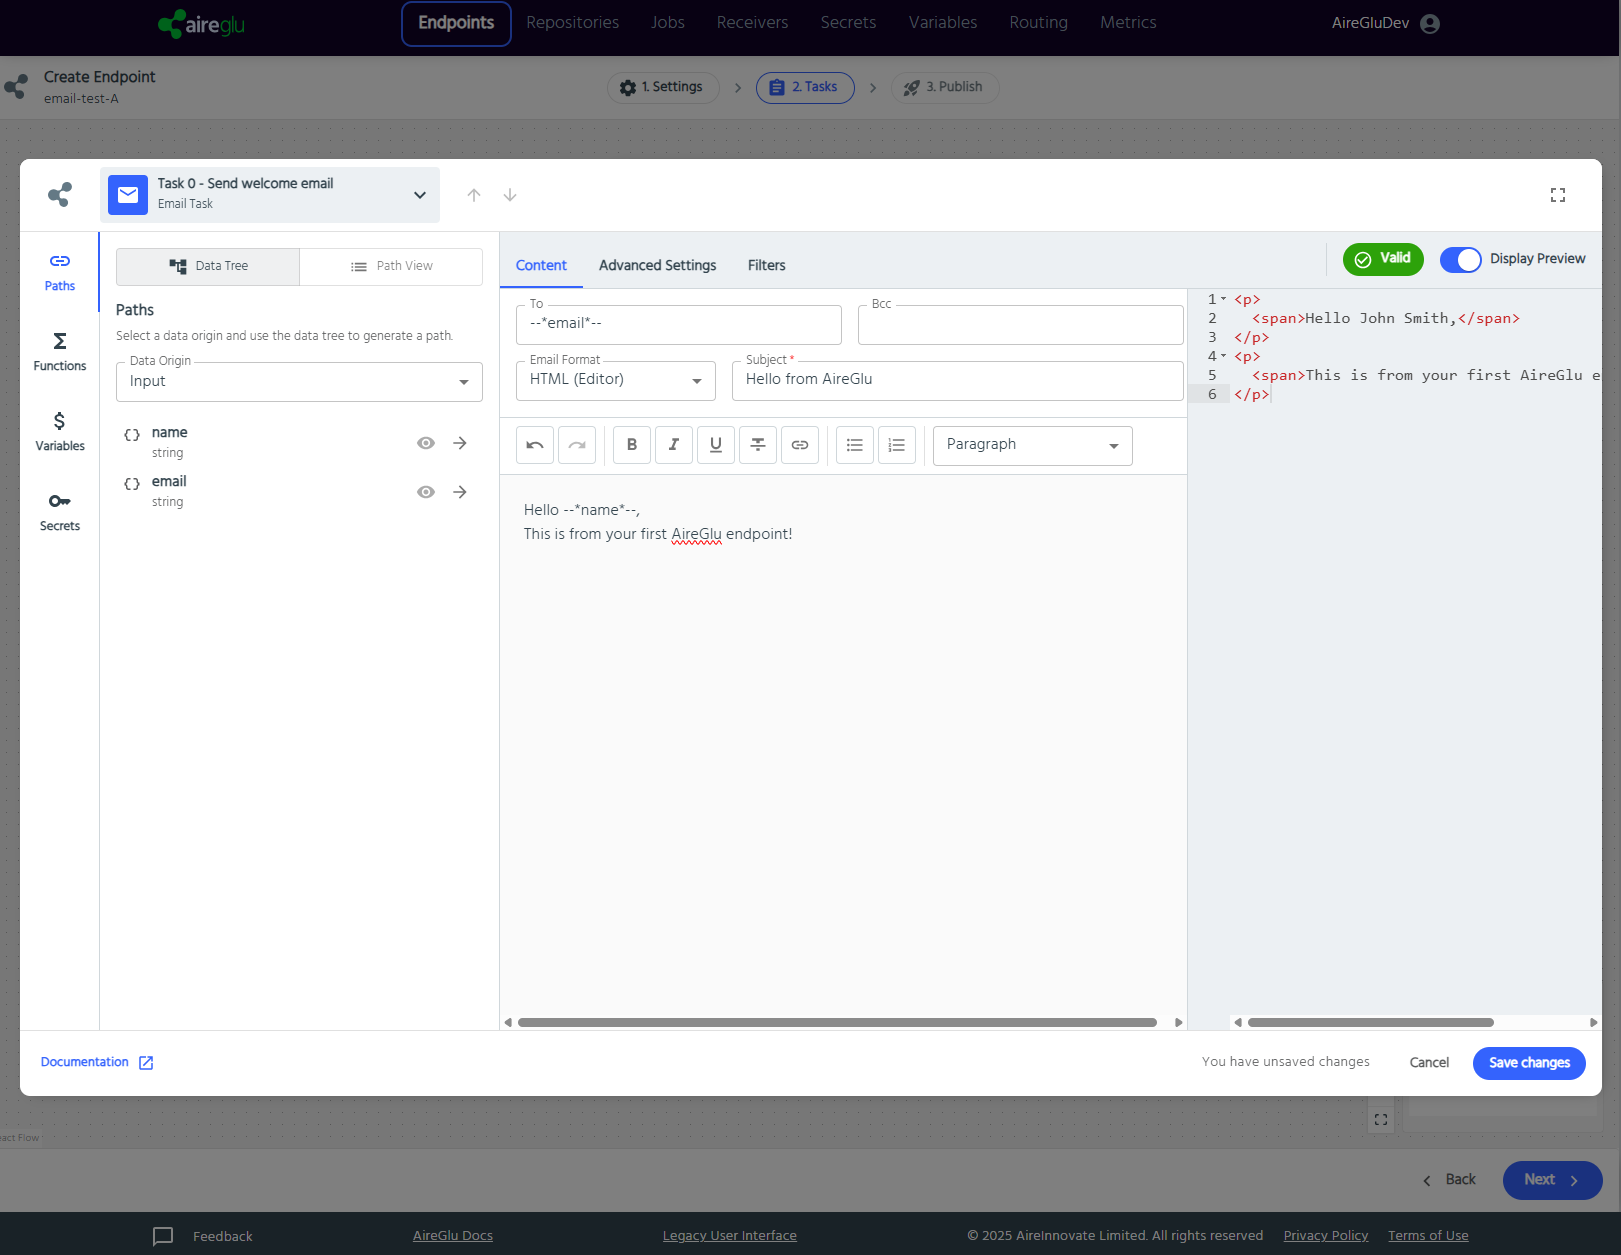 aireglu
Endpoints
Repositories
Jobs
Receivers
Secrets
Variables
Routing
Metrics
AireGluDev
Create Endpoint
email-test-A
1. Settings
2. Tasks
3. Publish
Task 0 - Send welcome email
Email Task
Paths
Functions
Variables
Secrets
Data Tree
Path View
Paths
Select a data origin and use the data tree to generate a path.
Data Origin
Input
name
string
email
string
Content
Advanced Settings
Filters
Valid
Display Preview
To
--*email*--
Bcc
Email Format
HTML (Editor)
Subject *
Hello from AireGlu
B I U
Paragraph
Hello --*name*--,
This is from your first AireGlu endpoint!
1 <p>
2 <span>Hello John Smith,</span>
3 </p>
4 <p>
5 <span>This is from your first AireGlu e
6 </p>
Documentation
You have unsaved changes
Cancel
Save changes
act Flow
Back
Next
Feedback
AireGlu Docs
Legacy User Interface
© 2025 AireInnovate Limited. All rights reserved
Privacy Policy
Terms of Use